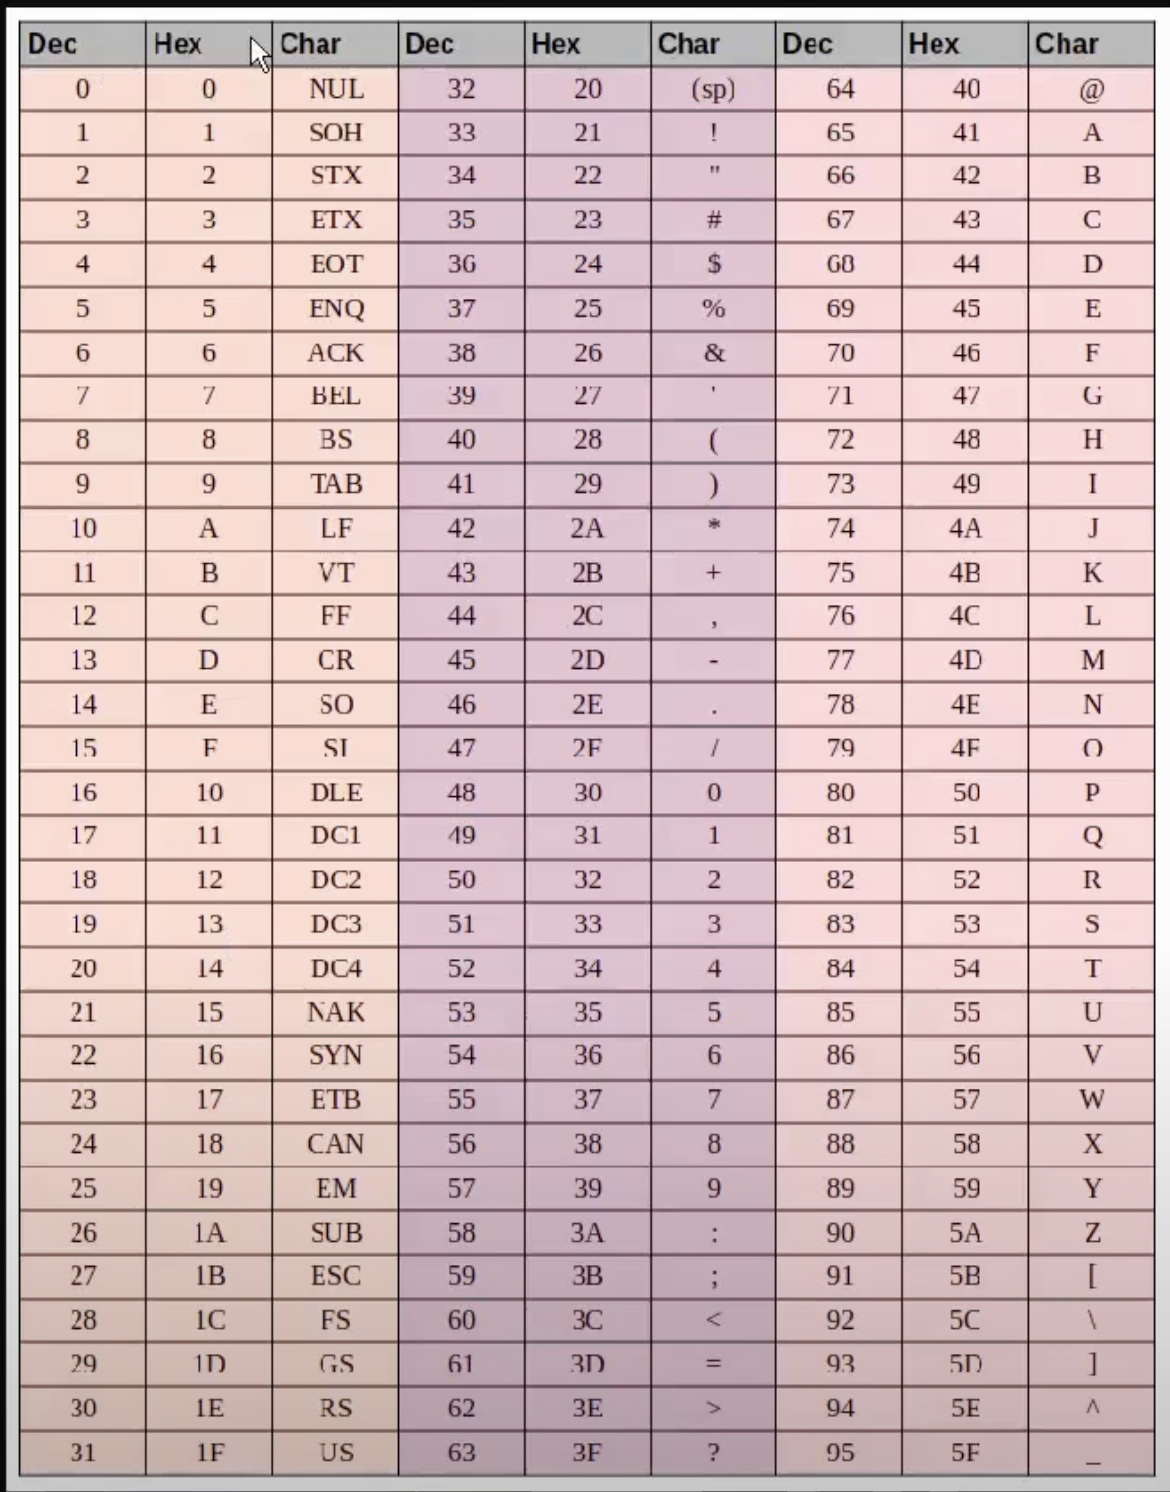 Dec Hex Char Dec Hex Char Dec Hex Char
0 0 NUL 32 20 (sp) 64 40 @
1 1 SOH 33 21 ! 65 41 A
2 2 STX 34 22 " 66 42 B
3 3 ETX 35 23 # 67 43 C
4 4 EOT 36 24 $ 68 44 D
5 5 ENQ 37 25 % 69 45 E
6 6 ACK 38 26 & 70 46 F
7 7 BEL 39 27 ' 71 47 G
8 8 BS 40 28 ( 72 48 H
9 9 TAB 41 29 ) 73 49 I
10 A LF 42 2A * 74 4A J
11 B VT 43 2B + 75 4B K
12 C FF 44 2C , 76 4C L
13 D CR 45 2D - 77 4D M
14 E SO 46 2E . 78 4E N
15 F SI 47 2F / 79 4F O
16 10 DLE 48 30 0 80 50 P
17 11 DC1 49 31 1 81 51 Q
18 12 DC2 50 32 2 82 52 R
19 13 DC3 51 33 3 83 53 S
20 14 DC4 52 34 4 84 54 T
21 15 NAK 53 35 5 85 55 U
22 16 SYN 54 36 6 86 56 V
23 17 ETB 55 37 7 87 57 W
24 18 CAN 56 38 8 88 58 X
25 19 EM 57 39 9 89 59 Y
26 1A SUB 58 3A : 90 5A Z
27 1B ESC 59 3B ; 91 5B [
28 1C FS 60 3C < 92 5C \
29 1D GS 61 3D = 93 5D ]
30 1E RS 62 3E > 94 5E ^
31 1F US 63 3F ? 95 5F _